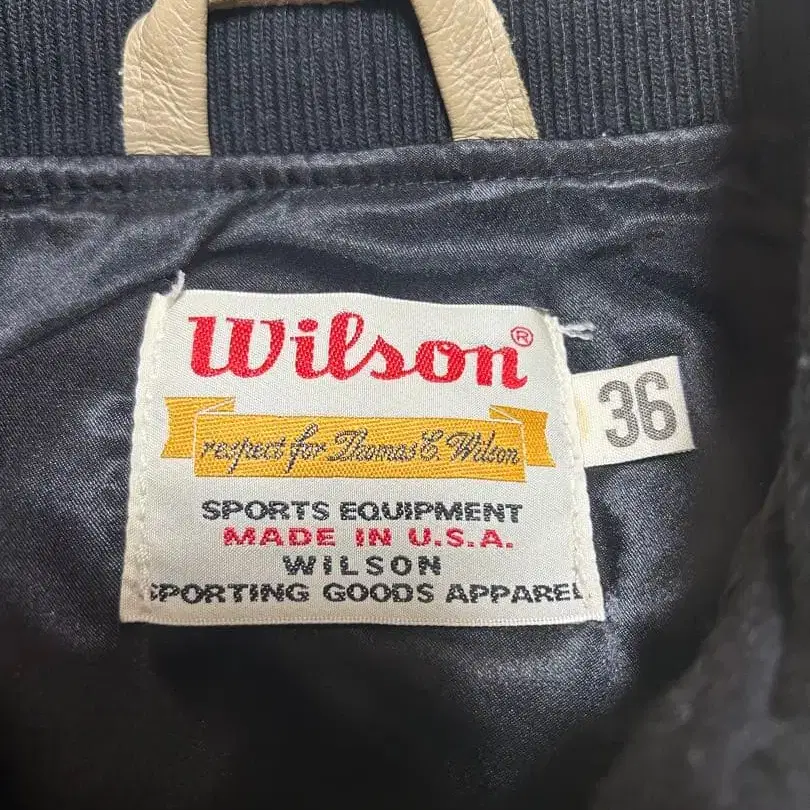 Wilson®
respect for Thomas E. Wilson
36
SPORTS EQUIPMENT
MADE IN U.S.A.
WILSON
SPORTING GOODS APPAREL